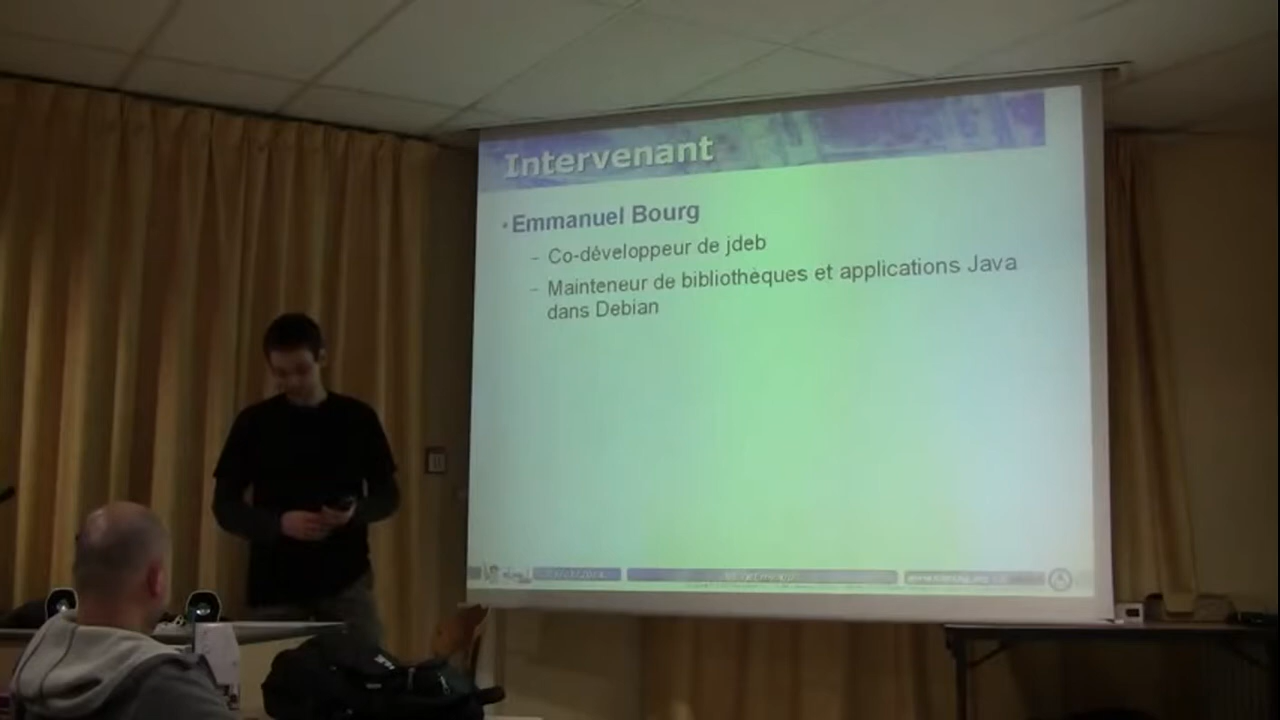 Intervenant
• Emmanuel Bourg
– Co-développeur de jdeb
– Mainteneur de bibliothèques et applications Java
dans Debian